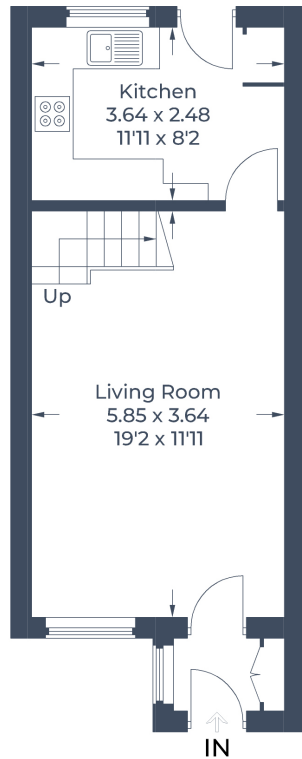 Kitchen
3.64 x 2.48
11'11 x 8'2
Up
Living Room
5.85 x 3.64
19'2 x 11'11
IN